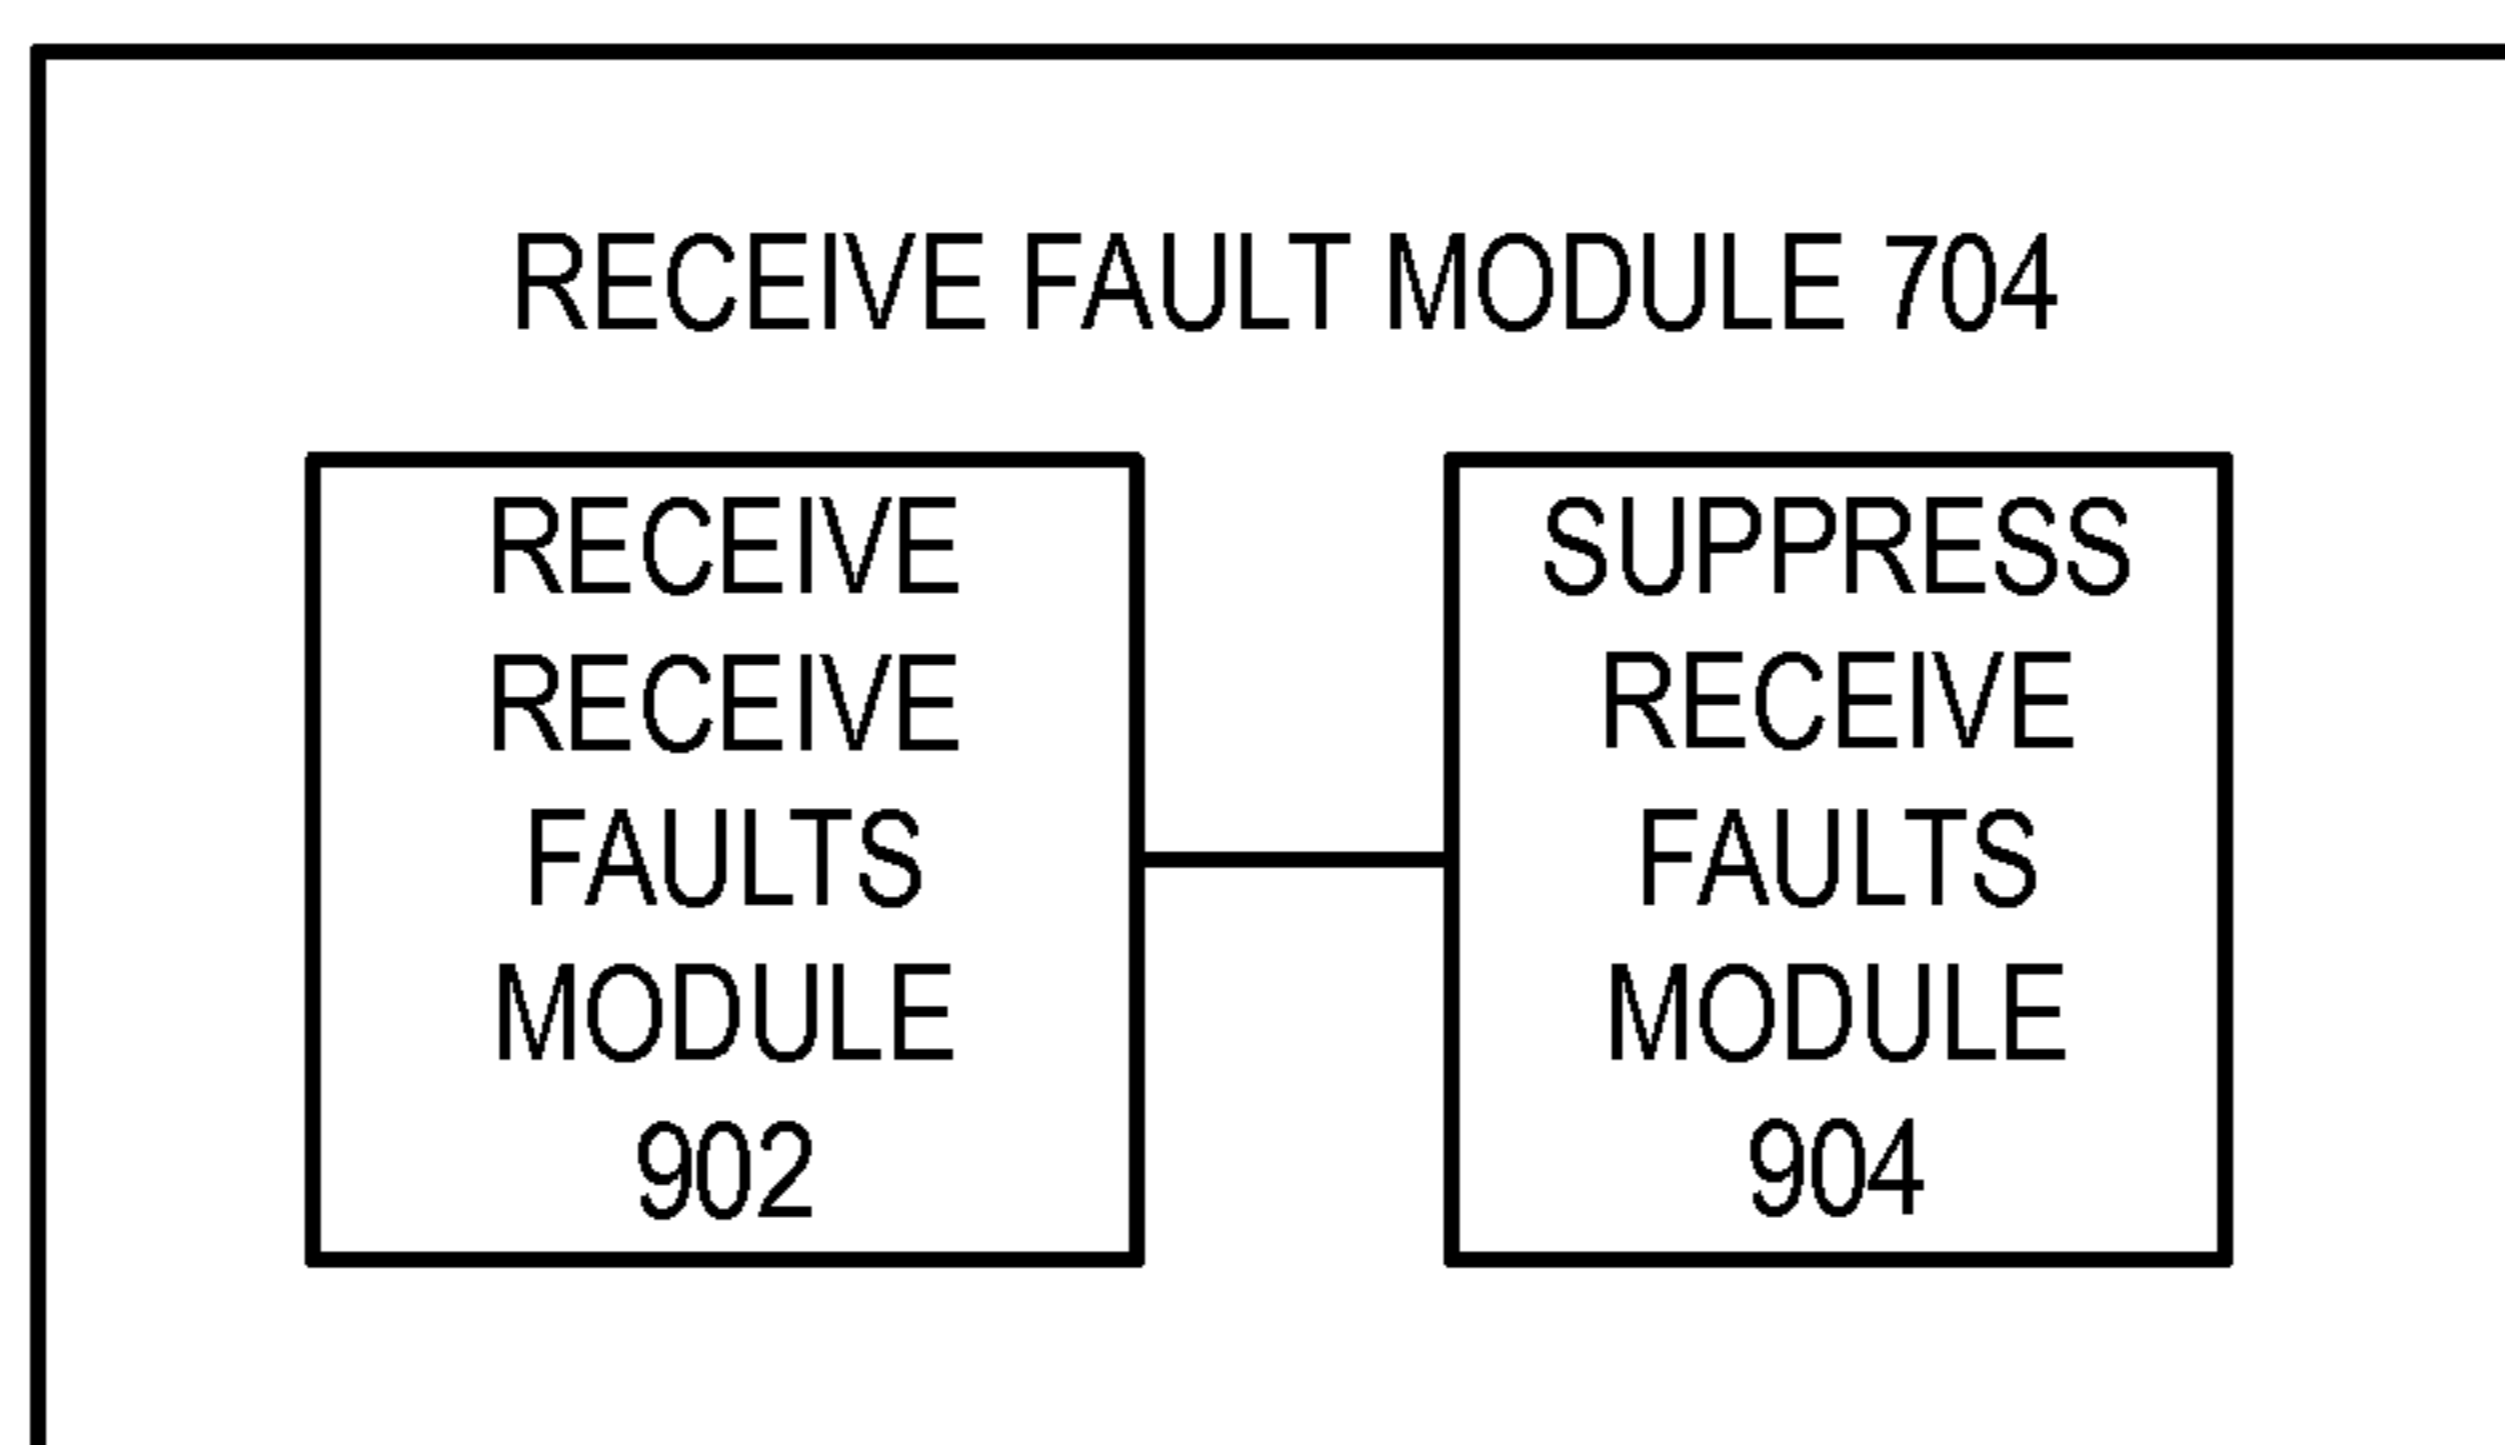 RECEIVE FAULT MODULE 704
RECEIVE
RECEIVE
FAULTS
MODULE
902
SUPPRESS
RECEIVE
FAULTS
MODULE
904